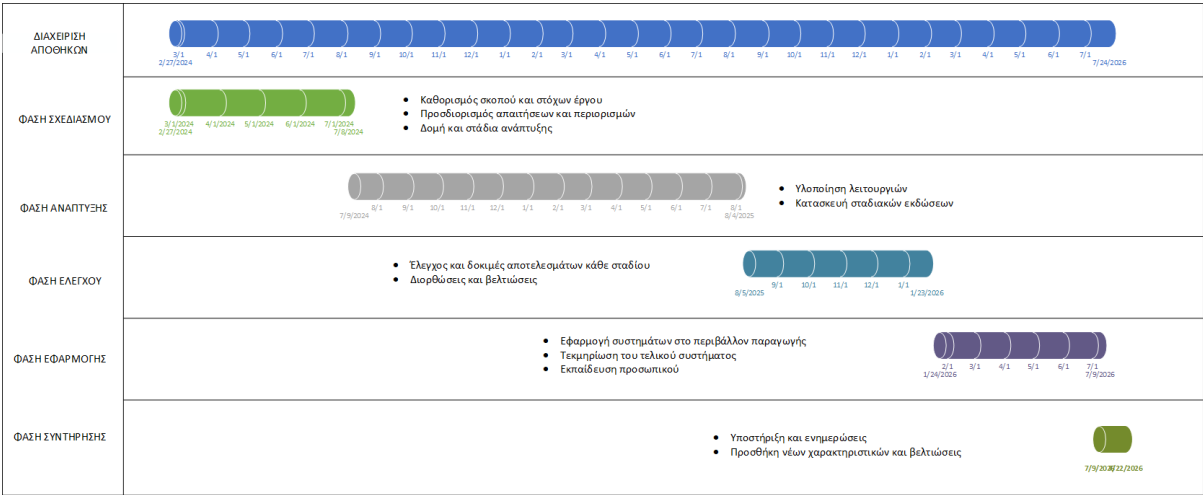 ΔΙΑΧΕΙΡΙΣΗ
ΑΠΟΘΗΚΩΝ
3/1 4/1 5/1 6/1 7/1 8/1 9/1 10/1 11/1 12/1 1/1 2/1 3/1 4/1 5/1 6/1 7/1 8/1 9/1 10/1 11/1 12/1 1/1 2/1 3/1 4/1 5/1 6/1 7/1
2/27/2024 7/24/2026
ΦΑΣΗ ΣΧΕΔΙΑΣΜΟΥ
• Καθορισμός σκοπού και στόχων έργου
• Προσδιορισμός απαιτήσεων και περιορισμών
• Δομή και στάδια ανάπτυξης
3/1/2024 4/1/2024 5/1/2024 6/1/2024 7/1/2024
2/27/2024 7/8/2024
ΦΑΣΗ ΑΝΑΠΤΥΞΗΣ
• Υλοποίηση λειτουργιών
• Κατασκευή σταδιακών εκδώσεων
8/1 9/1 10/1 11/1 12/1 1/1 2/1 3/1 4/1 5/1 6/1 7/1 8/1
7/9/2024 8/4/2025
ΦΑΣΗ ΕΛΕΓΧΟΥ
• Έλεγχος και δοκιμές αποτελεσμάτων κάθε σταδίου
• Διορθώσεις και βελτιώσεις
9/1 10/1 11/1 12/1 1/1
8/5/2025 1/23/2026
ΦΑΣΗ ΕΦΑΡΜΟΓΗΣ
• Εφαρμογή συστημάτων στο περιβάλλον παραγωγής
• Τεκμηρίωση του τελικού συστήματος
• Εκπαίδευση προσωπικού
2/1 3/1 4/1 5/1 6/1 7/1
1/24/2026 7/9/2026
ΦΑΣΗ ΣΥΝΤΗΡΗΣΗΣ
• Υποστήριξη και ενημερώσεις
• Προσθήκη νέων χαρακτηριστικών και βελτιώσεις